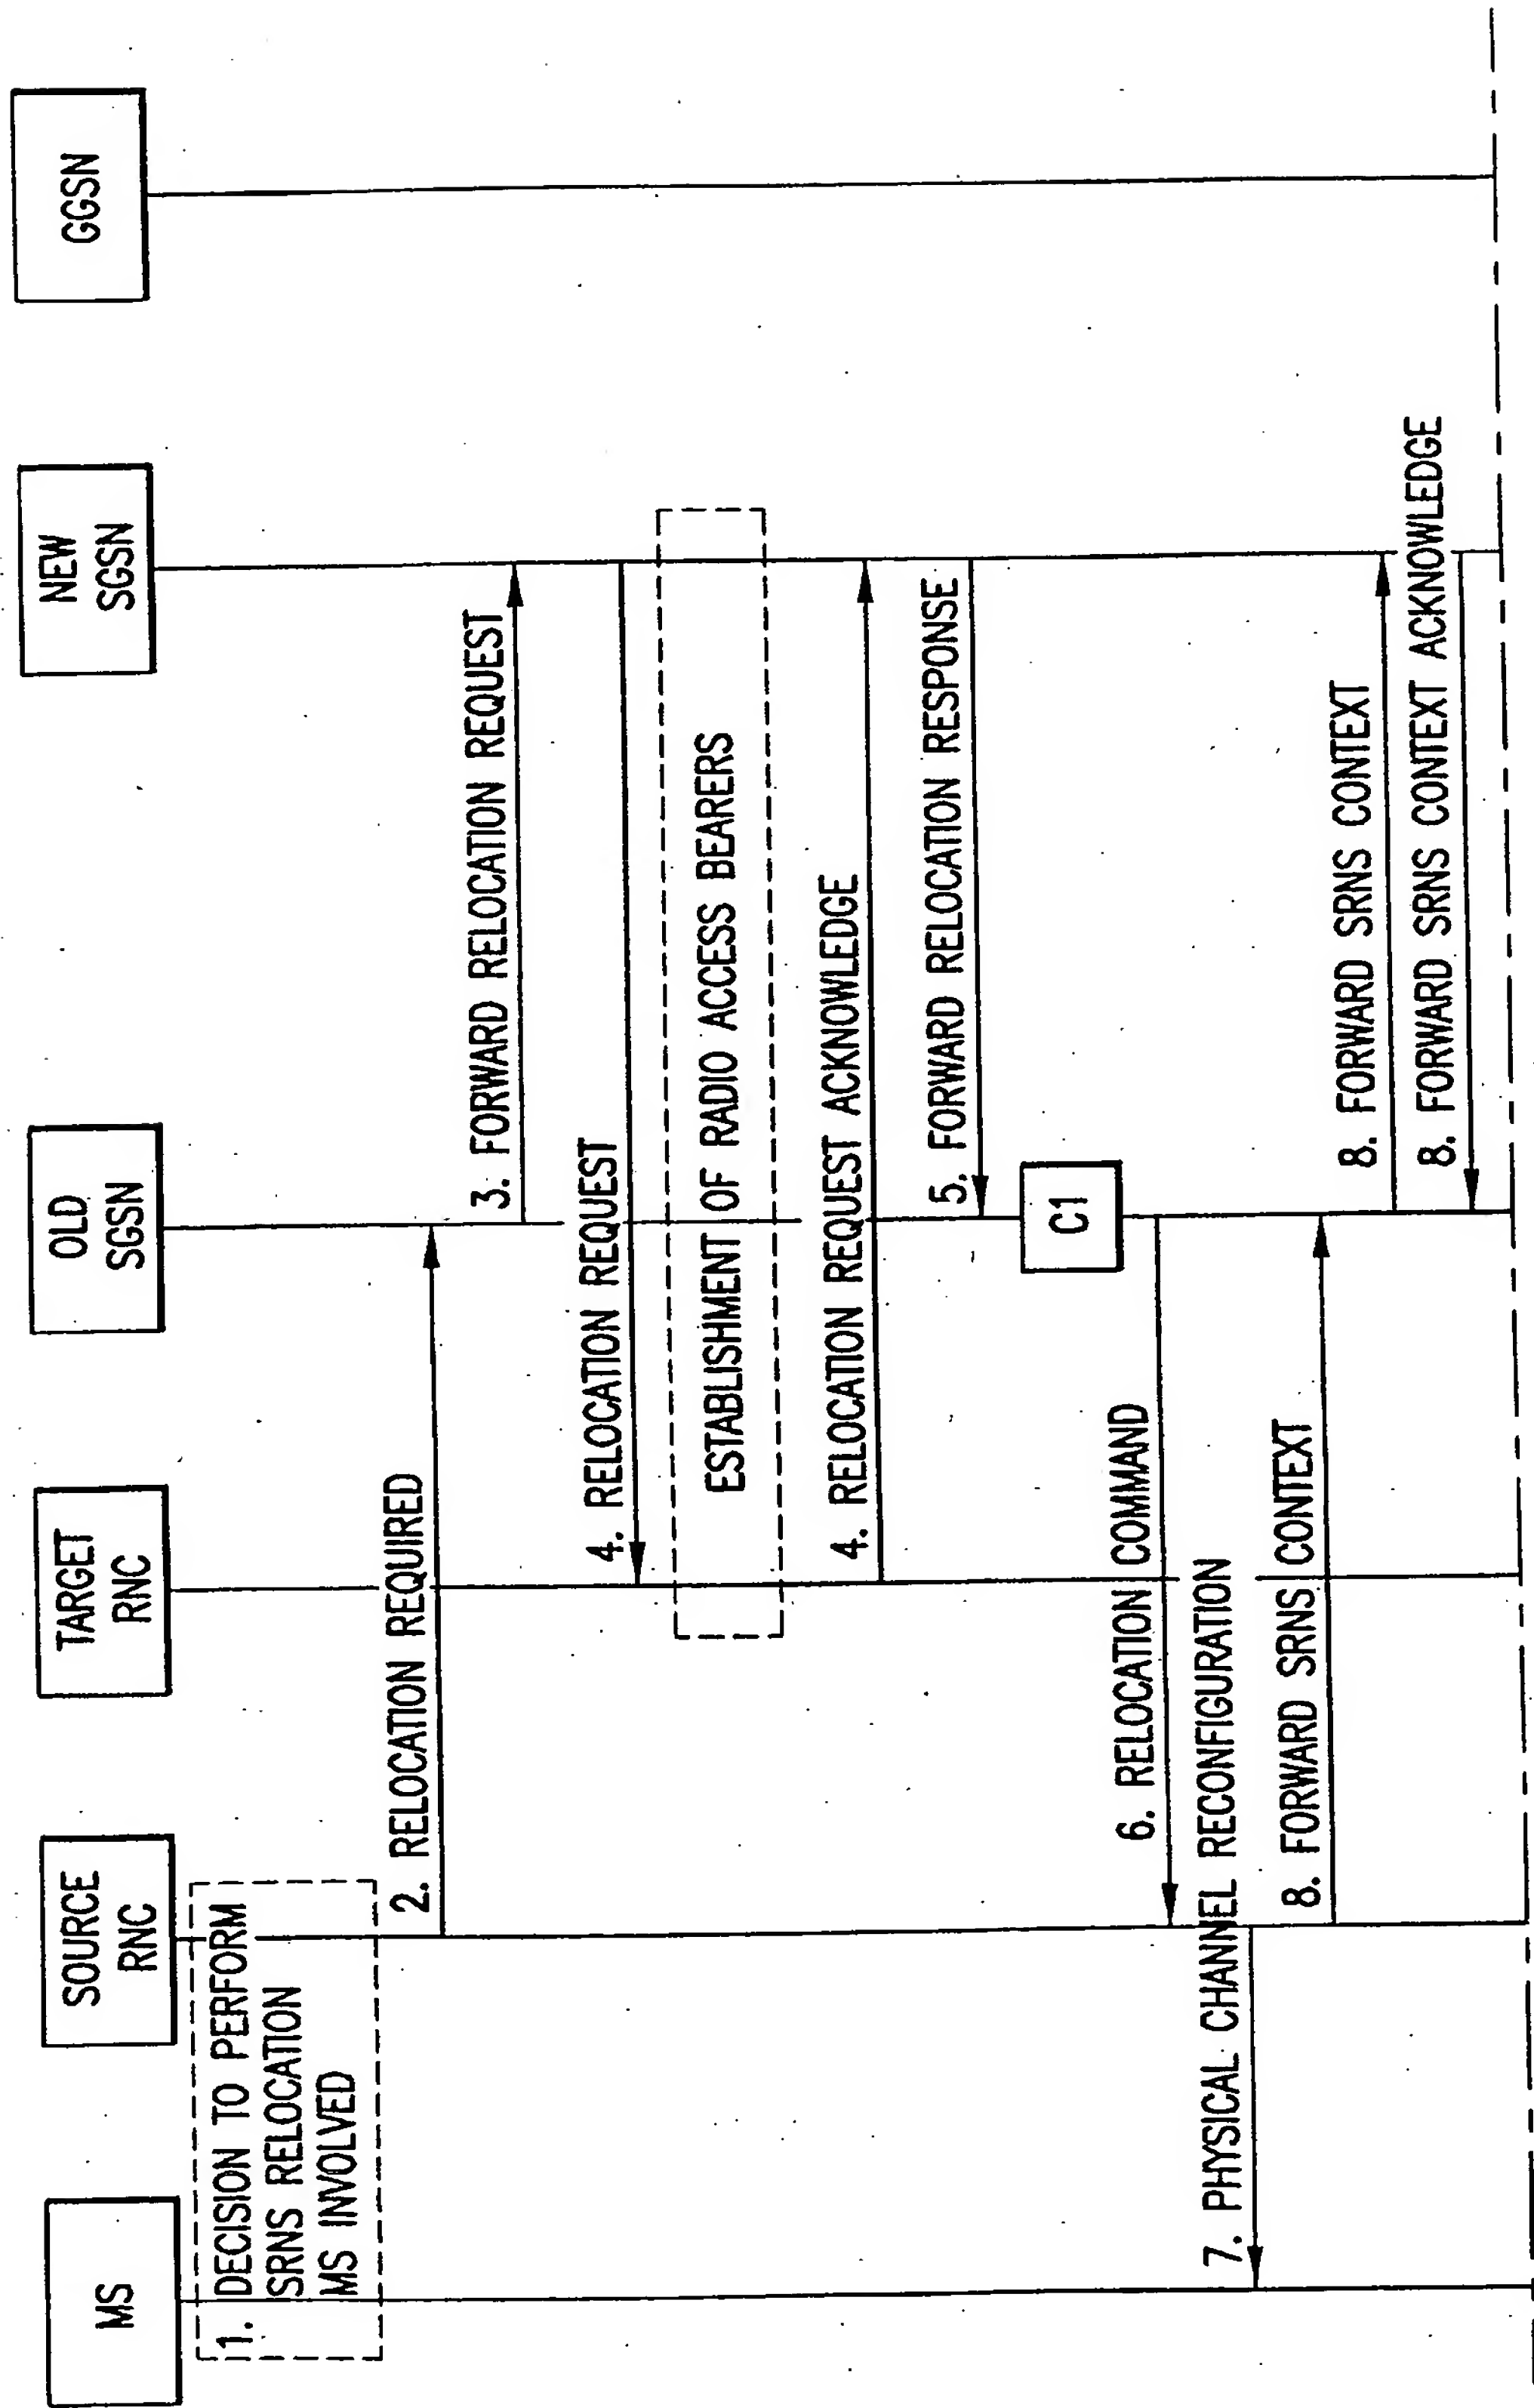 MS
SOURCE
RNC
TARGET
RNC
OLD
SGSN
NEW
SGSN
GGSN
1. DECISION TO PERFORM
SRNS RELOCATION
MS INVOLVED
2. RELOCATION REQUIRED
3. FORWARD RELOCATION REQUEST
4. RELOCATION REQUEST
ESTABLISHMENT OF RADIO ACCESS BEARERS
4. RELOCATION REQUEST ACKNOWLEDGE
5. FORWARD RELOCATION RESPONSE
C1
6. RELOCATION COMMAND
7. PHYSICAL CHANNEL RECONFIGURATION
8. FORWARD SRNS CONTEXT
8. FORWARD SRNS CONTEXT
8. FORWARD SRNS CONTEXT ACKNOWLEDGE